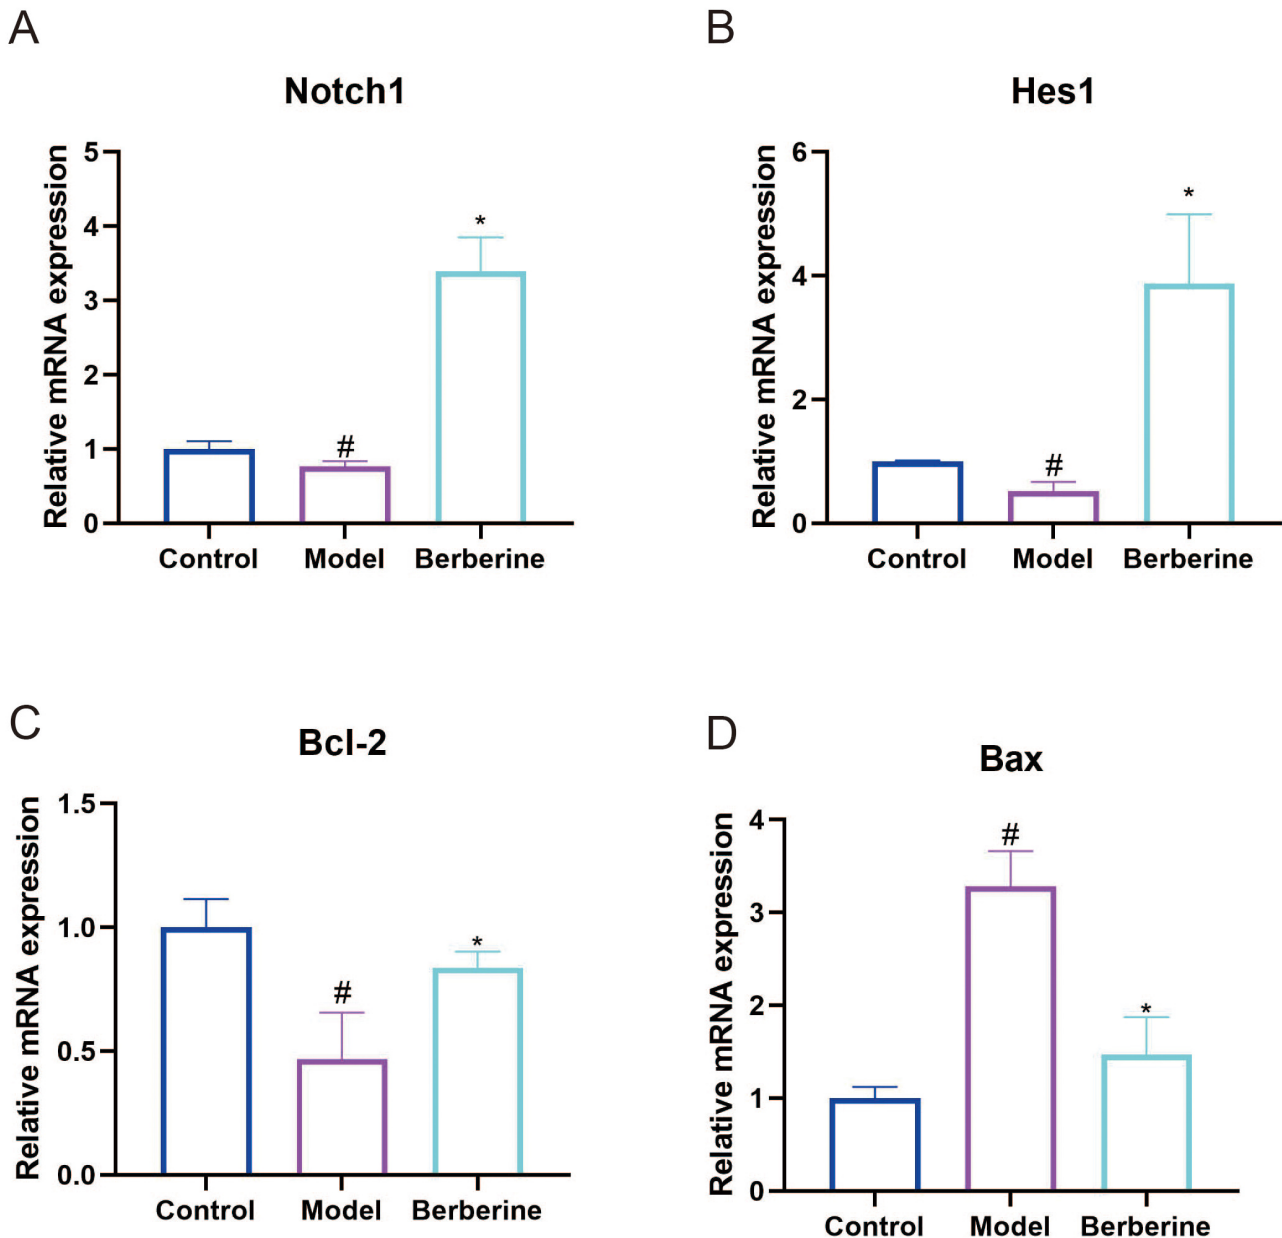 A
Notch1
Relative mRNA expression
5
4
3
2
1
0
*
#
Control Model Berberine
B
Hes1
Relative mRNA expression
6
4
2
0
*
#
Control Model Berberine
C
Bcl-2
Relative mRNA expression
1.5
1.0
0.5
0.0
#
*
Control Model Berberine
D
Bax
Relative mRNA expression
4
3
2
1
0
#
*
Control Model Berberine